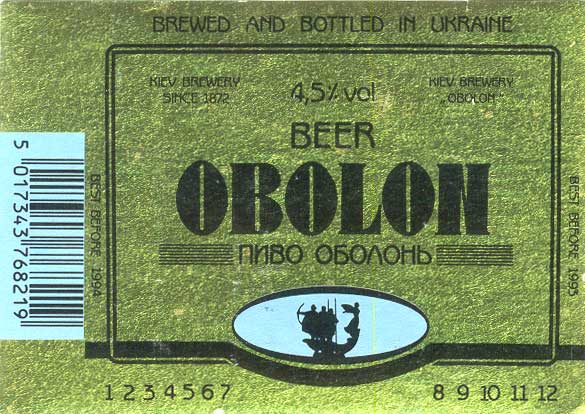 BREWED AND BOTTLED IN UKRAINE
KIEV BREWERY
SINCE 1872
4,5% vol
KIEV BREWERY
„OBOLON"
BEER
OBOLON
ПИВО ОБОЛОНЬ
BEST BEFORE 1994
BEST BEFORE 1995
5 017343 768219
1 2 3 4 5 6 7
8 9 10 11 12